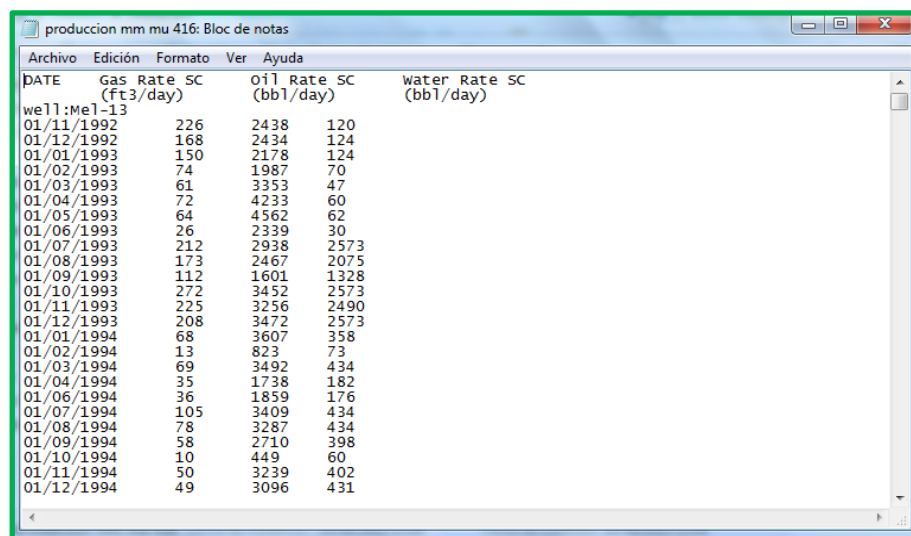 produccion mm mu 416: Bloc de notas
Archivo Edición Formato Ver Ayuda
DATE Gas Rate SC Oil Rate SC Water Rate SC
(ft3/day) (bbl/day) (bbl/day)
well:Mel-13
01/11/1992 226 2438 120
01/12/1992 168 2434 124
01/01/1993 150 2178 124
01/02/1993 74 1987 70
01/03/1993 61 3353 47
01/04/1993 72 4233 60
01/05/1993 64 4562 62
01/06/1993 26 2339 30
01/07/1993 212 2938 2573
01/08/1993 173 2467 2075
01/09/1993 112 1601 1328
01/10/1993 272 3452 2573
01/11/1993 225 3256 2490
01/12/1993 208 3472 2573
01/01/1994 68 3607 358
01/02/1994 13 823 73
01/03/1994 69 3492 434
01/04/1994 35 1738 182
01/06/1994 36 1859 176
01/07/1994 105 3409 434
01/08/1994 78 3287 434
01/09/1994 58 2710 398
01/10/1994 10 449 60
01/11/1994 50 3239 402
01/12/1994 49 3096 431